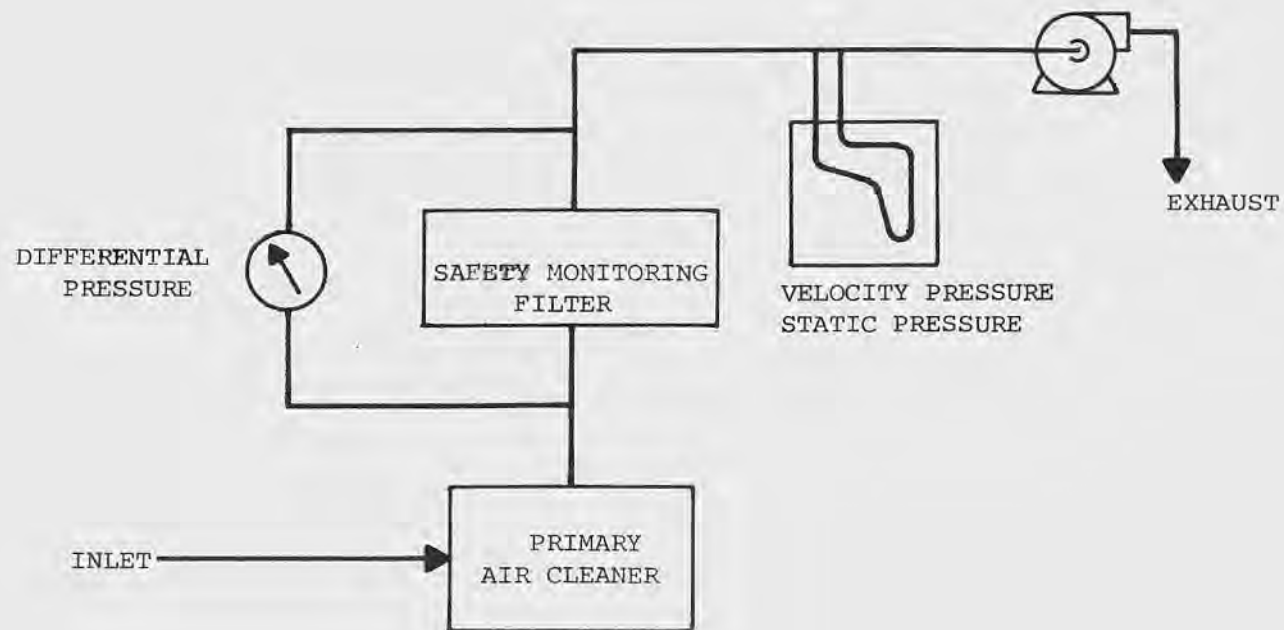 EXHAUST
DIFFERENTIAL
PRESSURE
SAFETY MONITORING
FILTER
VELOCITY PRESSURE
STATIC PRESSURE
INLET
PRIMARY
AIR CLEANER